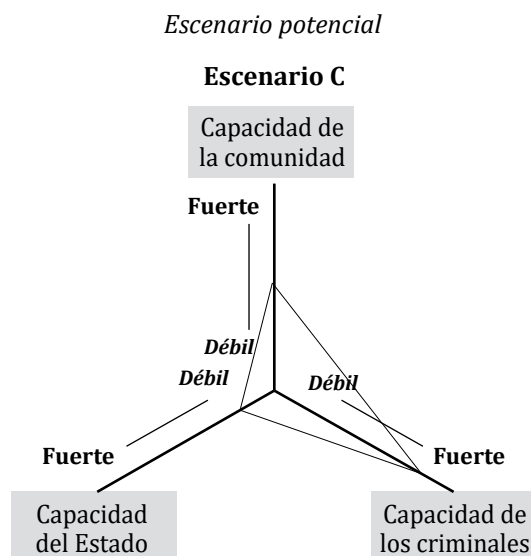 Escenario potencial
Escenario C
Capacidad de
la comunidad
Fuerte
Débil
Débil
Débil
Fuerte
Fuerte
Capacidad
del Estado
Capacidad de
los criminales